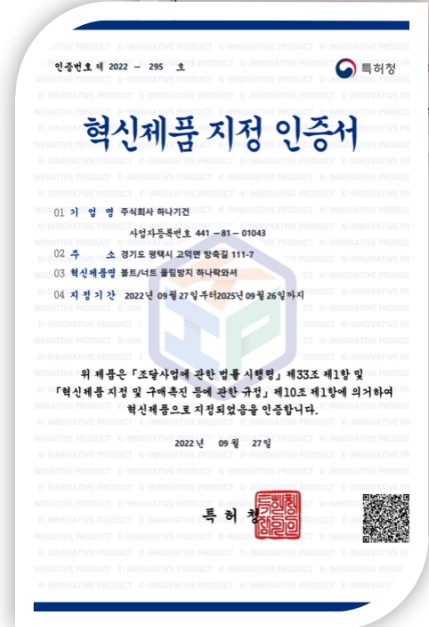 인증번호 제 2022 - 295 호
특허청
혁신제품 지정 인증서
01 기 업 명 주식회사 하나기건
사업자등록번호 441-81-01043
02 주 소 경기도 평택시 고덕면 방축길 111-7
03 혁신제품명 볼트/너트 풀림방지 하나락와셔
04 지정기간 2022년 09월 27일부터2025년 09월 26일까지
위 제품은 「조달사업에 관한 법률 시행령」 제33조 제1항 및
「혁신제품 지정 및 구매촉진 등에 관한 규정」 제10조 제1항에 의거하여
혁신제품으로 지정되었음을 인증합니다.
2022년 09월 27일
특 허 청